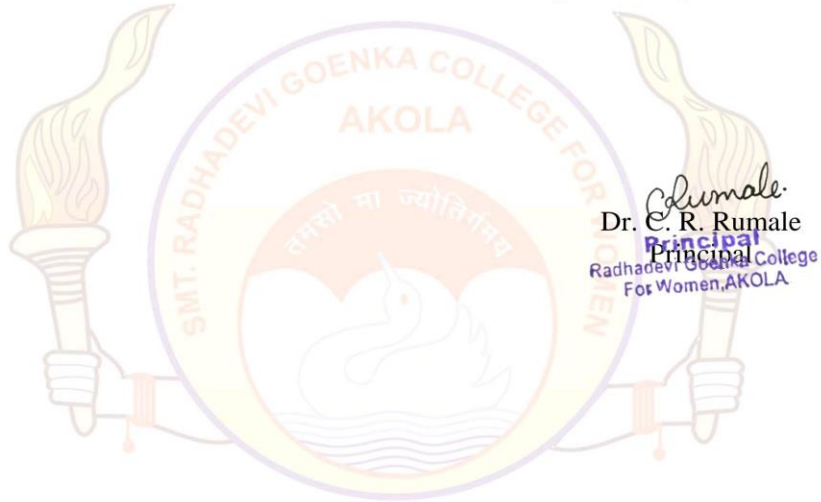 SMT. RADHADEVI GOENKA COLLEGE FOR WOMEN
AKOLA
तमसो मा ज्योतिर्गमय
CRumale.
Dr. C. R. Rumale
Principal
Principal
Radhadevi Goenka College
For Women, AKOLA